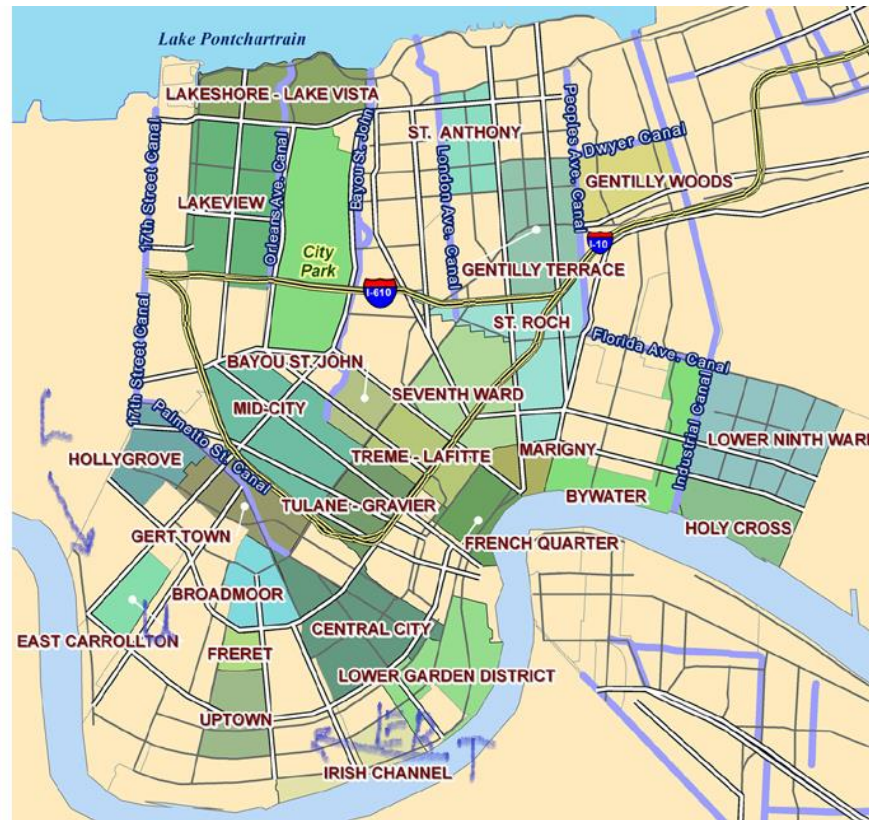 Lake Pontchartrain
LAKESHORE - LAKE VISTA
ST. ANTHONY
Peoples Ave. Canal
Dwyer Canal
17th Street Canal
Orleans Ave. Canal
Bayou St. John
London Ave. Canal
GENTILLY WOODS
LAKEVIEW
City
Park
I-10
GENTILLY TERRACE
I-610
ST. ROCH
17th Street Canal
Florida Ave. Canal
BAYOU ST. JOHN
SEVENTH WARD
MID-CITY
Palmetto St. Canal
Industrial Canal
LOWER NINTH WARD
HOLLYGROVE
TREME - LAFITTE
MARIGNY
TULANE - GRAVIER
BYWATER
HOLY CROSS
GERT TOWN
FRENCH QUARTER
BROADMOOR
EAST CARROLLTON
CENTRAL CITY
FRERET
LOWER GARDEN DISTRICT
UPTOWN
IRISH CHANNEL